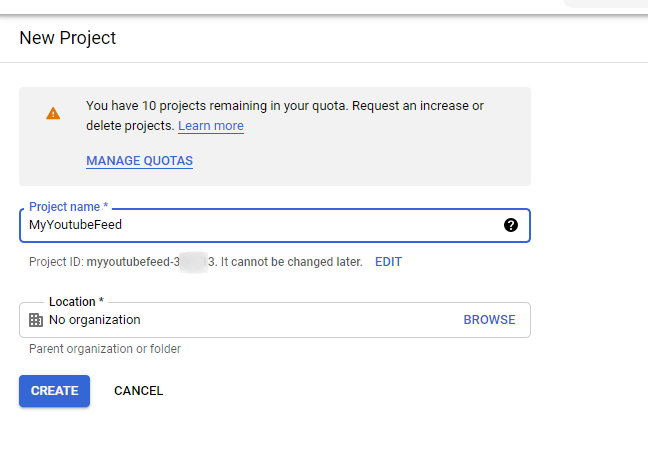 New Project
You have 10 projects remaining in your quota. Request an increase or
delete projects. Learn more
MANAGE QUOTAS
Project name *
MyYoutubeFeed
Project ID: myyoutubefeed-3 3. It cannot be changed later. EDIT
Location *
No organization BROWSE
Parent organization or folder
CREATE CANCEL